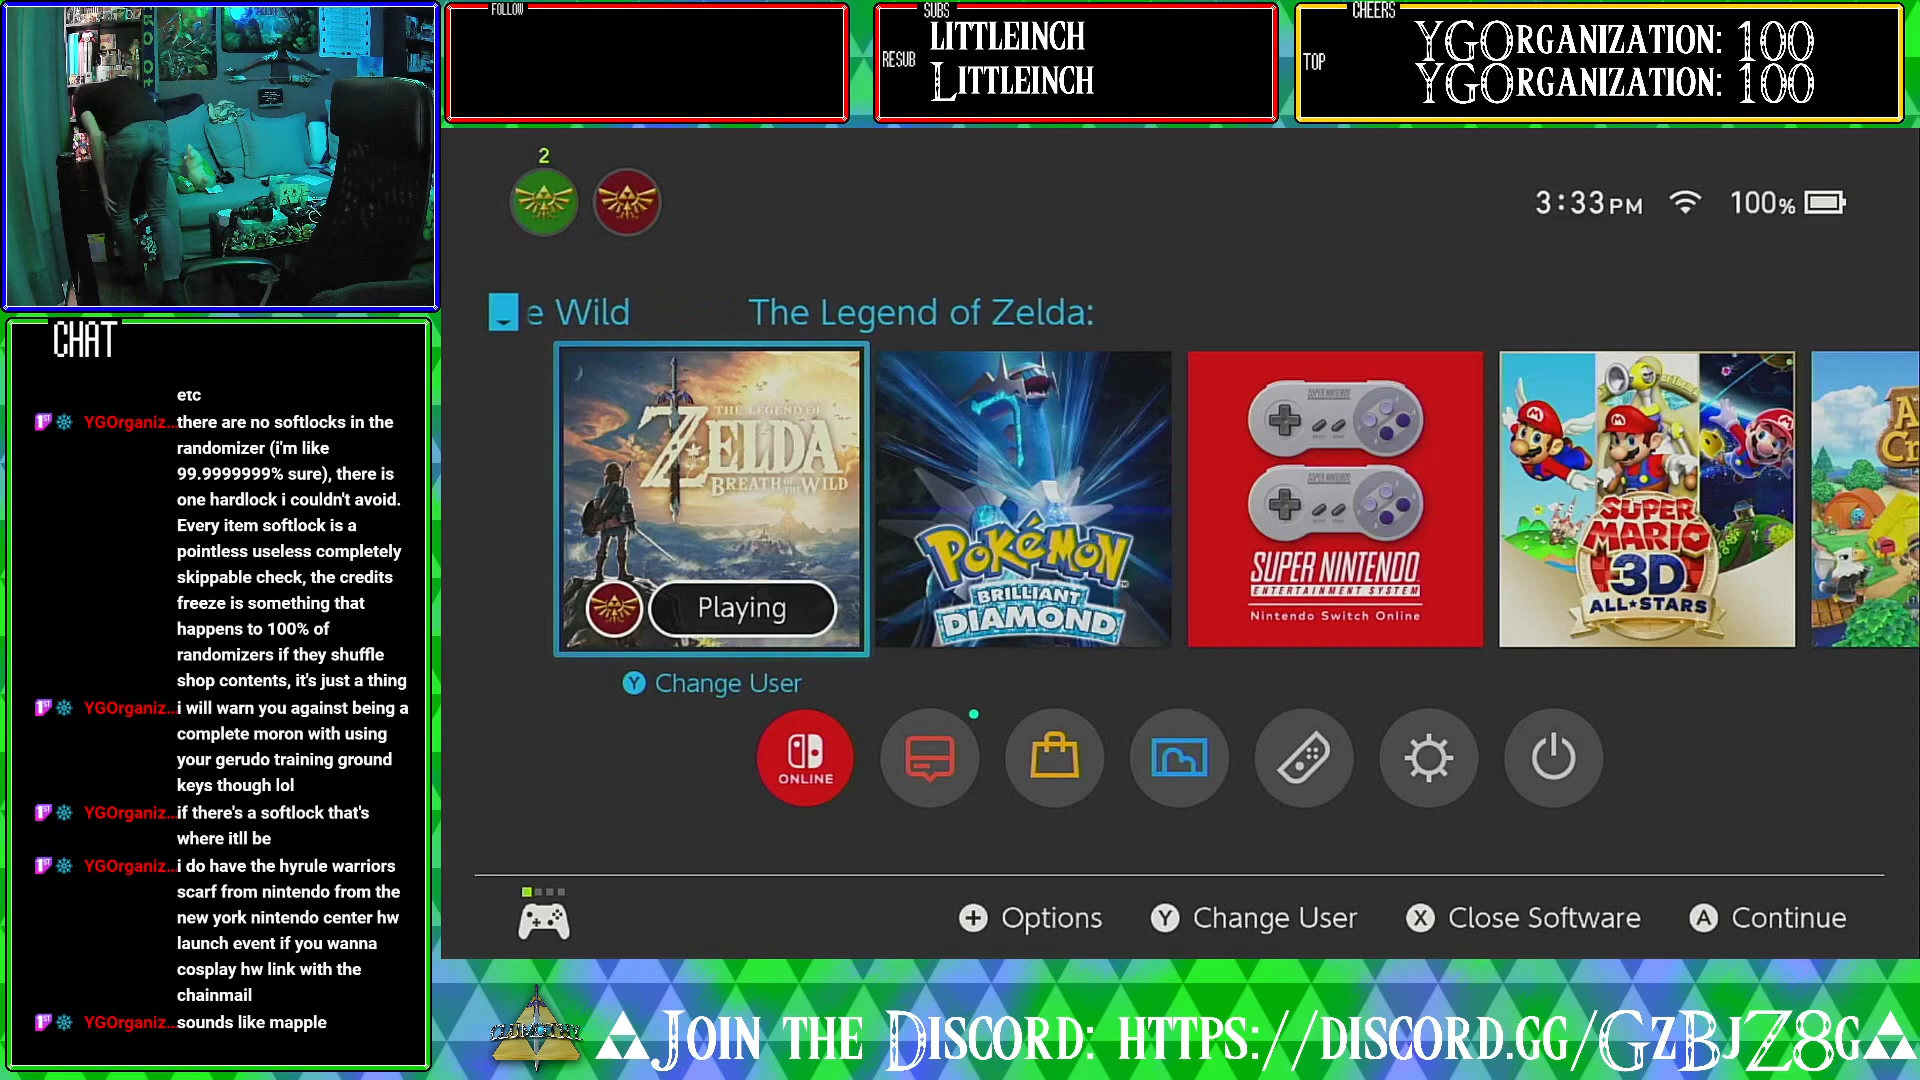 FOLLOW
SUBS
RESUB
LITTLEINCH
LITTLEINCH
CHEERS
TOP
YGORGANIZATION: 100
YGORGANIZATION: 100
CHAT
etc
YGOrganiz... there are no softlocks in the
randomizer (i'm like
99.9999999% sure), there is
one hardlock i couldn't avoid.
Every item softlock is a
pointless useless completely
skippable check, the credits
freeze is something that
happens to 100% of
randomizers if they shuffle
shop contents, it's just a thing
YGOrganiz... i will warn you against being a
complete moron with using
your gerudo training ground
keys though lol
YGOrganiz... if there's a softlock that's
where itll be
YGOrganiz... i do have the hyrule warriors
scarf from nintendo from the
new york nintendo center hw
launch event if you wanna
cosplay hw link with the
chainmail
YGOrganiz... sounds like mapple
2
3:33PM
100%
e Wild
The Legend of Zelda:
THE LEGEND OF
ZELDA
BREATH OF THE WILD
Playing
POKéMON
BRILLIANT
DIAMOND
SUPER NINTENDO
ENTERTAINMENT SYSTEM
Nintendo Switch Online
SUPER
MARIO
3D
ALL★STARS
Y Change User
ONLINE
+ Options
Y Change User
X Close Software
A Continue
JOIN THE DISCORD: HTTPS://DISCORD.GG/GZBJZ8G